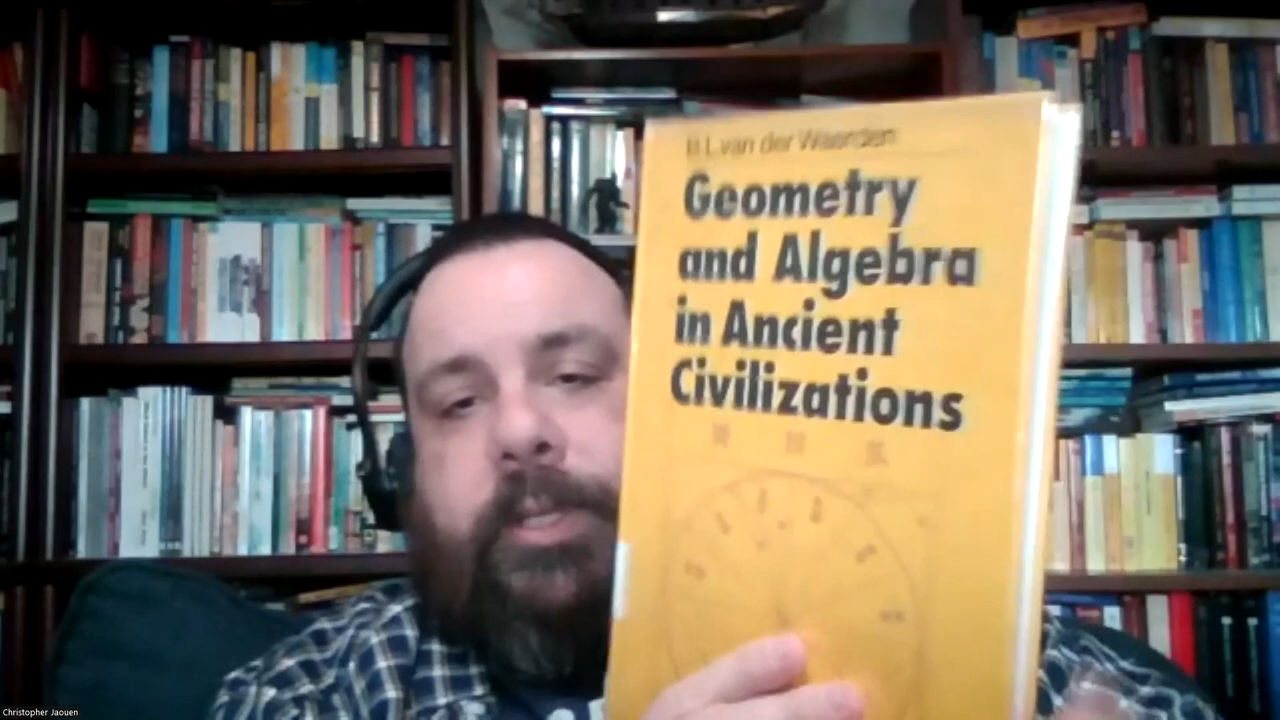 B.L.van der Waerden
Geometry
and Algebra
in Ancient
Civilizations
Christopher Jaouen